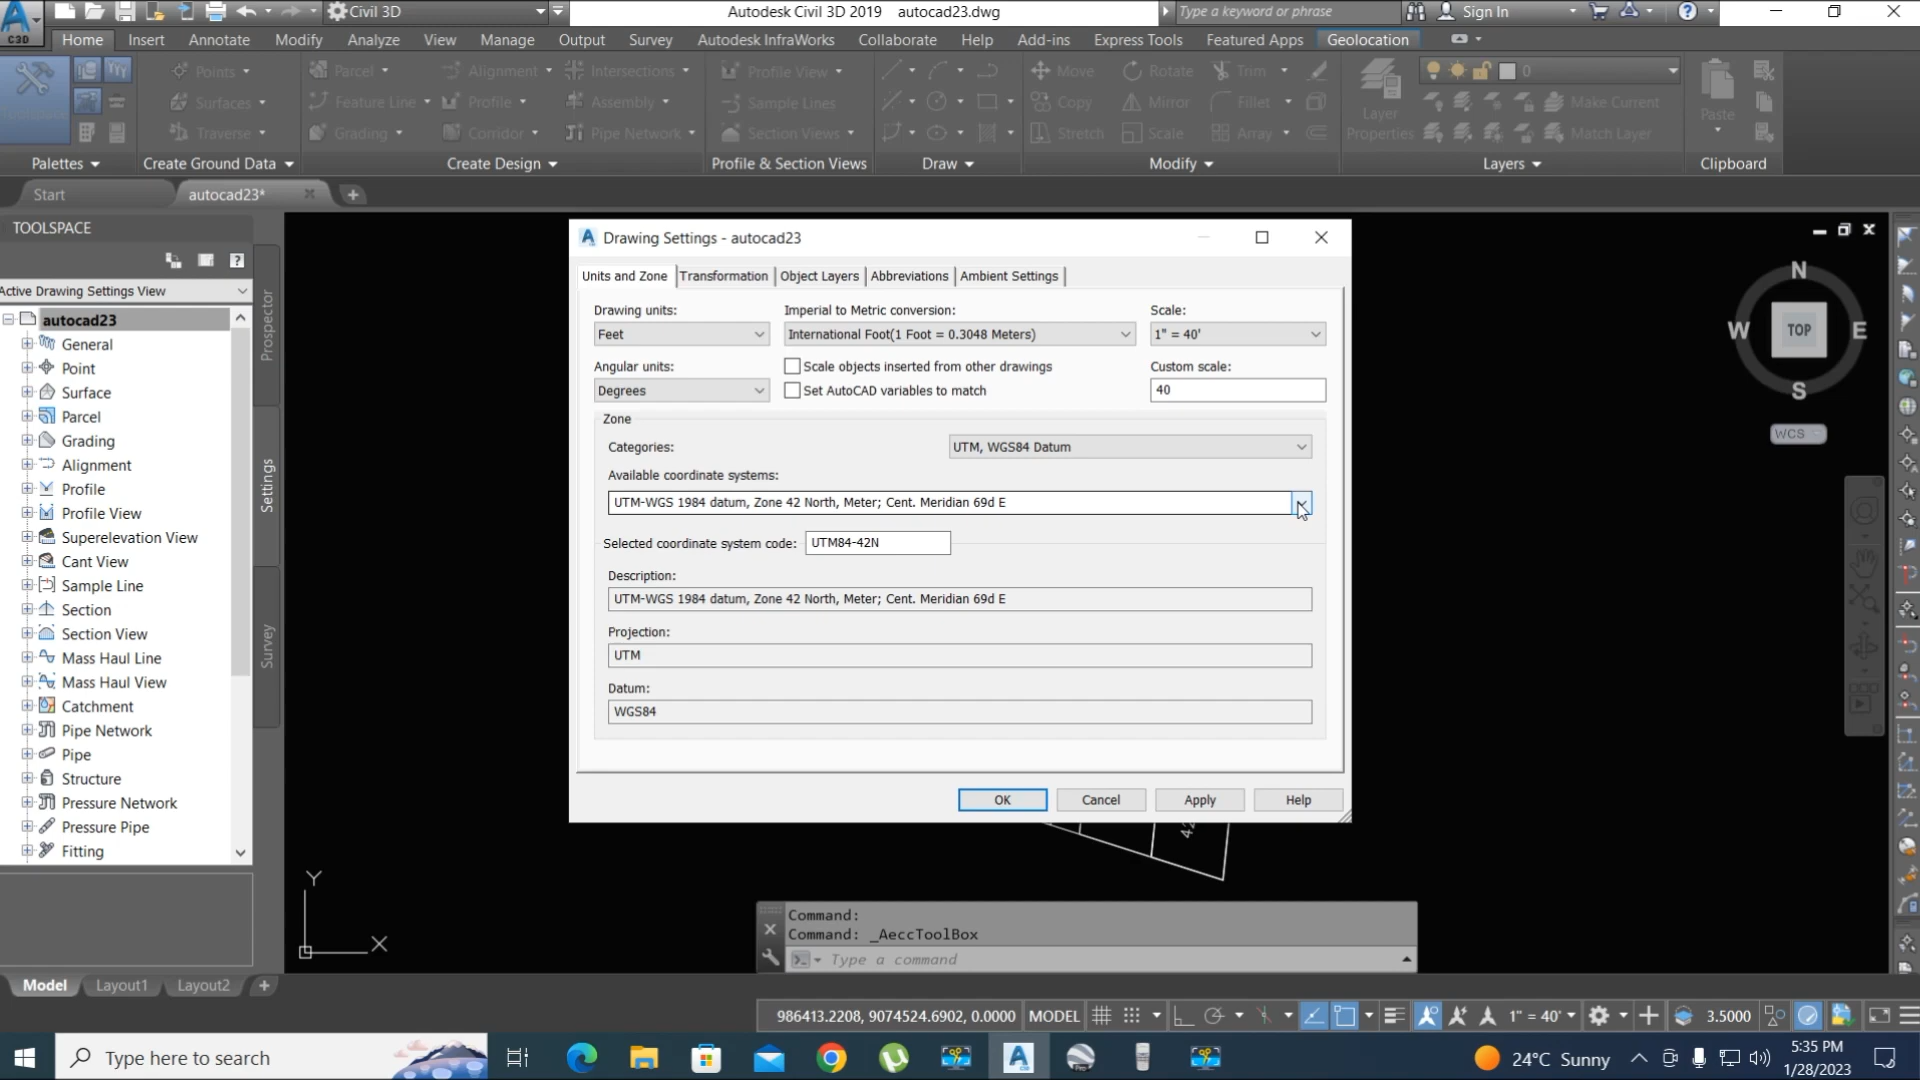 Civil 3D
Autodesk Civil 3D 2019 autocad23.dwg
Type a keyword or phrase
Sign In
C3D
Home Insert Annotate Modify Analyze View Manage Output Survey Autodesk InfraWorks Collaborate Help Add-ins Express Tools Featured Apps Geolocation
Points Parcel Alignment Intersections Profile View Move Rotate Trim 0
Surfaces Feature Line Profile Assembly Sample Lines Copy Mirror Fillet Make Current
Traverse Grading Corridor Pipe Network Section Views Stretch Scale Array Match Layer
Layer
Properties
Paste
Palettes Create Ground Data Create Design Profile & Section Views Draw Modify Layers Clipboard
Start autocad23*
TOOLSPACE
Active Drawing Settings View
autocad23
General
Point
Surface
Parcel
Grading
Alignment
Profile
Profile View
Superelevation View
Cant View
Sample Line
Section
Section View
Mass Haul Line
Mass Haul View
Catchment
Pipe Network
Pipe
Structure
Pressure Network
Pressure Pipe
Fitting
Prospector
Settings
Survey
Drawing Settings - autocad23
Units and Zone Transformation Object Layers Abbreviations Ambient Settings
Drawing units: Imperial to Metric conversion: Scale:
Feet International Foot(1 Foot = 0.3048 Meters) 1" = 40'
Angular units: Scale objects inserted from other drawings Custom scale:
Degrees Set AutoCAD variables to match 40
Zone
Categories: UTM, WGS84 Datum
Available coordinate systems:
UTM-WGS 1984 datum, Zone 42 North, Meter; Cent. Meridian 69d E
Selected coordinate system code: UTM84-42N
Description:
UTM-WGS 1984 datum, Zone 42 North, Meter; Cent. Meridian 69d E
Projection:
UTM
Datum:
WGS84
OK Cancel Apply Help
N
W TOP E
S
WCS
Y
X
Command:
Command: _AeccToolBox
Type a command
Model Layout1 Layout2
986413.2208, 9074524.6902, 0.0000 MODEL 1" = 40' 3.5000
Type here to search
24°C Sunny
5:35 PM
1/28/2023